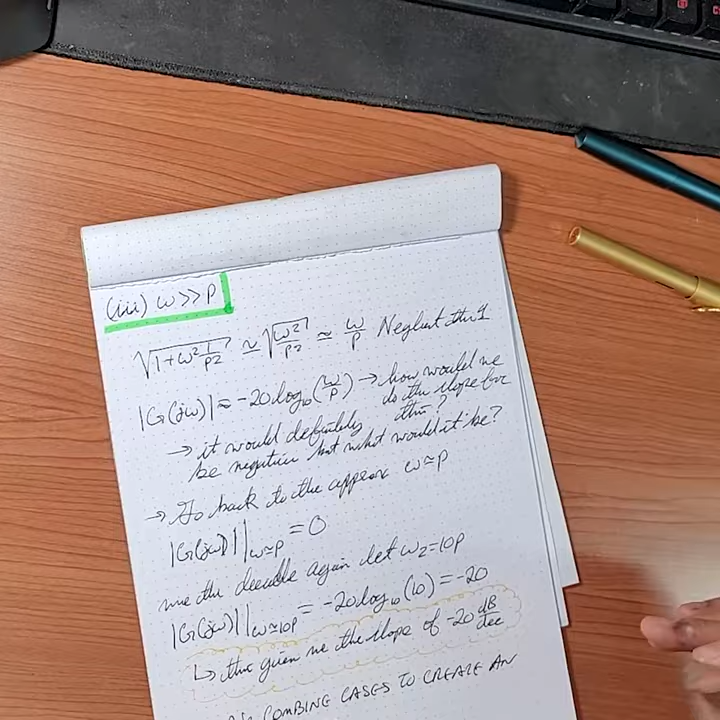 (iii) ω>>p
√(1+ω² 1/p²) ≃ √(ω²/p²) ≃ ω/p Neglect the 1
|G(jω)| ≈ -20log₁₀(ω/p) → how would we
do the slope for
this?
→ it would definitely
be negative but what would it be?
→ Go back to the approx ω≃p
|G(jω)||ω≃p = 0
use the decade again let ω₂=10p
|G(jω)||ω≃10p = -20log₁₀(10) = -20
↳ this gives me the slope of -20 dB/dec
COMBING CASES TO CREATE AN